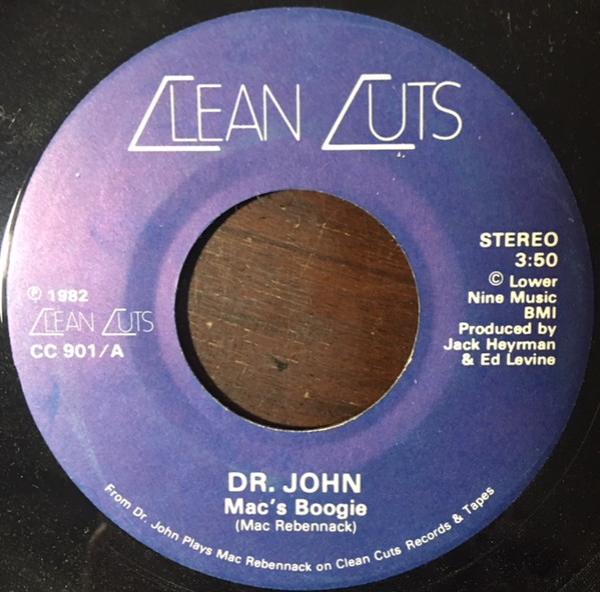 CLEAN CUTS
STEREO
3:50
© Lower
Nine Music
BMI
Produced by
Jack Heyrman
& Ed Levine
℗ 1982
CLEAN CUTS
CC 901/A
DR. JOHN
Mac's Boogie
(Mac Rebennack)
From Dr. John Plays Mac Rebennack on Clean Cuts Records & Tapes